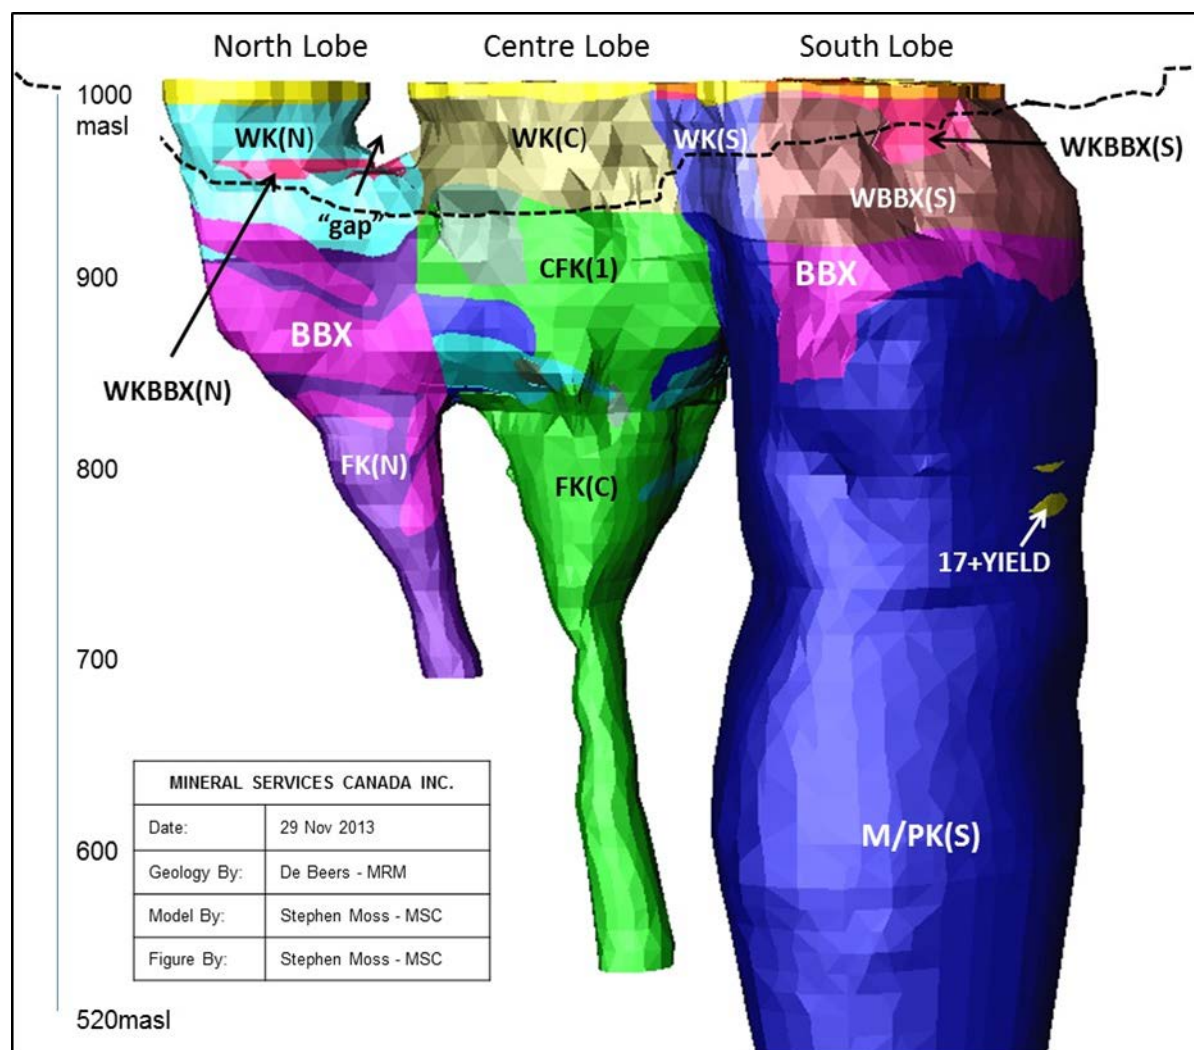 North Lobe
Centre Lobe
South Lobe
1000
masl
WK(N)
WK(C)
WK(S)
WKBBX(S)
WBBX(S)
"gap"
900
CFK(1)
BBX
BBX
WKBBX(N)
800
FK(N)
FK(C)
17+YIELD
700
MINERAL SERVICES CANADA INC.
Date: 29 Nov 2013
Geology By: De Beers - MRM
Model By: Stephen Moss - MSC
Figure By: Stephen Moss - MSC
600
M/PK(S)
520masl